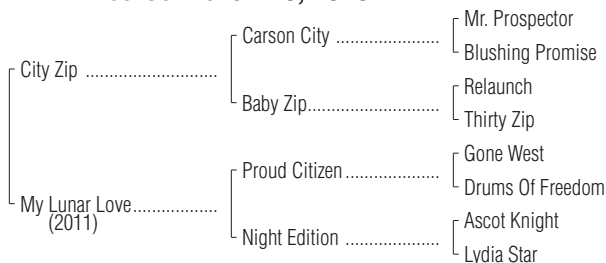 Carson City ....................... Mr. Prospector
Blushing Promise
City Zip .............................
Baby Zip............................. Relaunch
Thirty Zip
Proud Citizen..................... Gone West
Drums Of Freedom
My Lunar Love..................
(2011)
Night Edition ..................... Ascot Knight
Lydia Star